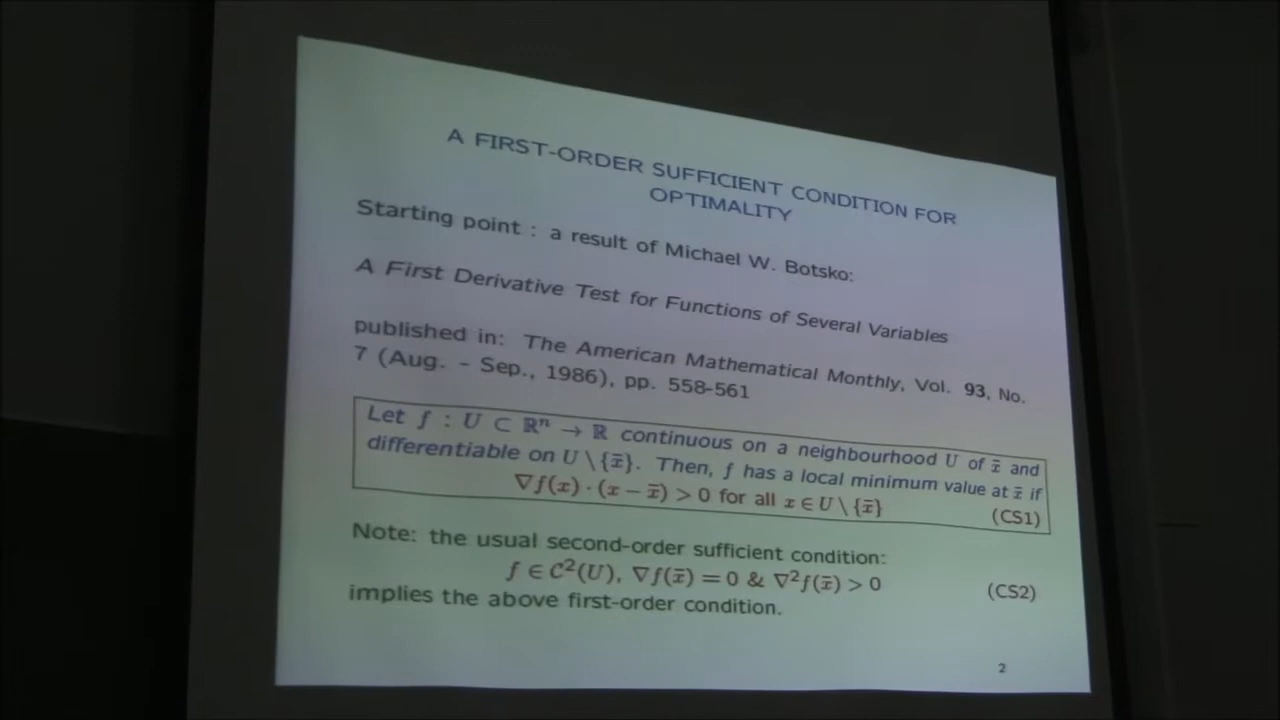 A FIRST-ORDER SUFFICIENT CONDITION FOR
OPTIMALITY
Starting point : a result of Michael W. Botsko:
A First Derivative Test for Functions of Several Variables
published in: The American Mathematical Monthly, Vol. 93, No.
7 (Aug. - Sep., 1986), pp. 558-561
Let f : U ⊂ ℝⁿ → ℝ continuous on a neighbourhood U of x̄ and
differentiable on U \ {x̄}. Then, f has a local minimum value at x̄ if
∇f(x) · (x − x̄) > 0 for all x ∈ U \ {x̄}
(CS1)
Note: the usual second-order sufficient condition:
f ∈ C²(U), ∇f(x̄) = 0 & ∇²f(x̄) > 0
(CS2)
implies the above first-order condition.
2